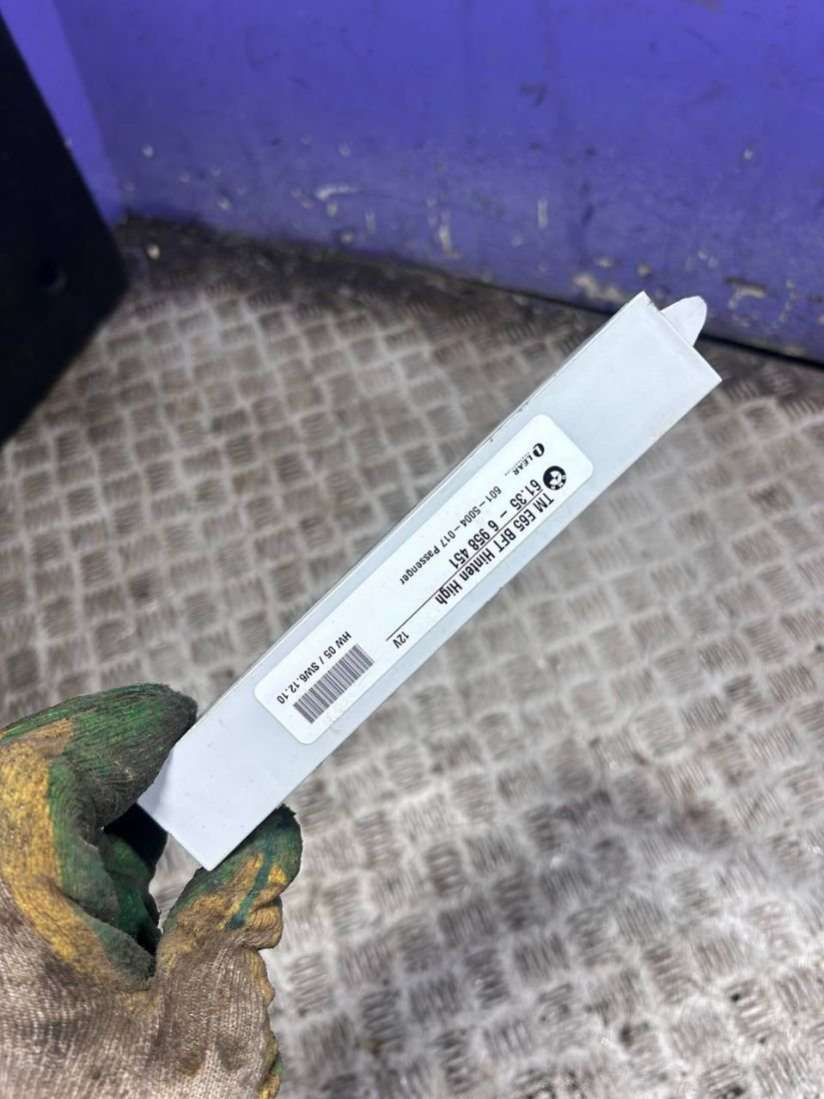 TM E65 BFT Hinten High
61.35 - 6 958 451
LEAR
601-5004-017 Passenger
12V
HW 05 / SW6.12.10